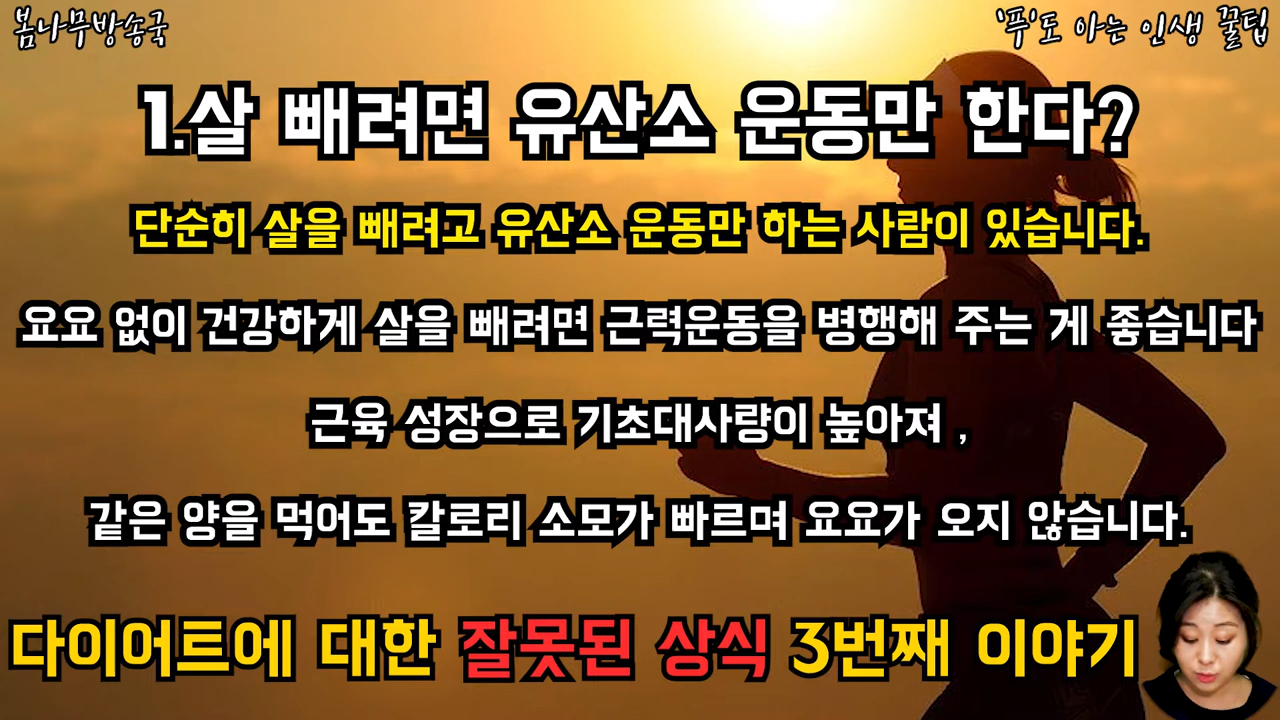 봄나무방송국
'푸'도 아는 인생 꿀팁
1.살 빼려면 유산소 운동만 한다?
단순히 살을 빼려고 유산소 운동만 하는 사람이 있습니다.
요요 없이 건강하게 살을 빼려면 근력운동을 병행해 주는 게 좋습니다
근육 성장으로 기초대사량이 높아져 ,
같은 양을 먹어도 칼로리 소모가 빠르며 요요가 오지 않습니다.
다이어트에 대한 잘못된 상식 3번째 이야기